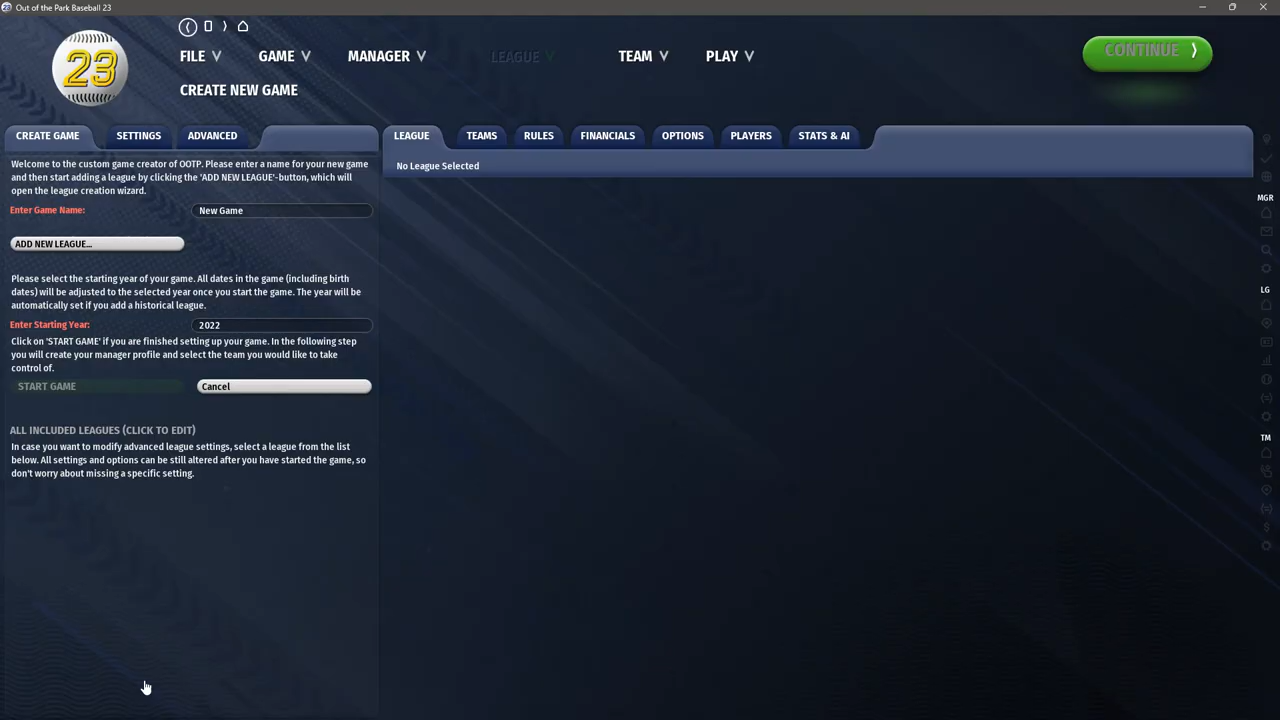 Out of the Park Baseball 23
23
FILE
GAME
MANAGER
LEAGUE
TEAM
PLAY
CONTINUE
CREATE NEW GAME
CREATE GAME
SETTINGS
ADVANCED
LEAGUE
TEAMS
RULES
FINANCIALS
OPTIONS
PLAYERS
STATS & AI
No League Selected
Welcome to the custom game creator of OOTP. Please enter a name for your new game
and then start adding a league by clicking the 'ADD NEW LEAGUE'-button, which will
open the league creation wizard.
Enter Game Name:
New Game
ADD NEW LEAGUE...
Please select the starting year of your game. All dates in the game (including birth
dates) will be adjusted to the selected year once you start the game. The year will be
automatically set if you add a historical league.
Enter Starting Year:
2022
Click on 'START GAME' if you are finished setting up your game. In the following step
you will create your manager profile and select the team you would like to take
control of.
START GAME
Cancel
ALL INCLUDED LEAGUES (CLICK TO EDIT)
In case you want to modify advanced league settings, select a league from the list
below. All settings and options can be still altered after you have started the game, so
don't worry about missing a specific setting.
MGR
LG
TM